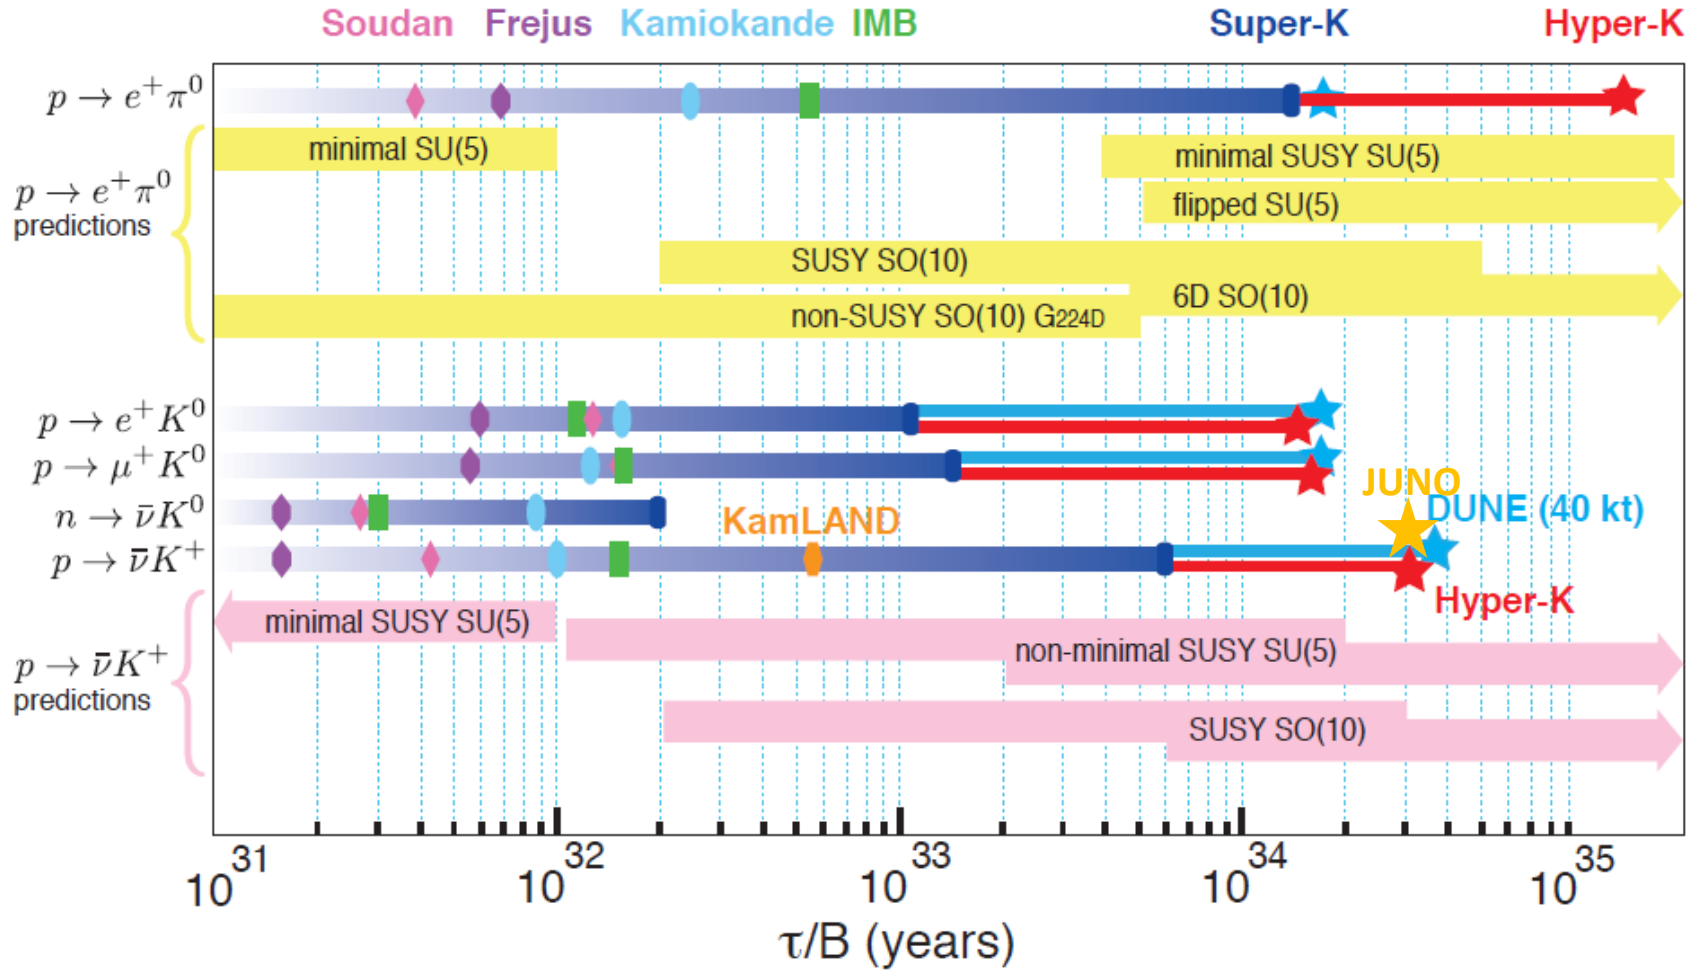 Soudan Frejus Kamiokande IMB Super-K Hyper-K
p → e⁺π⁰
minimal SU(5)
minimal SUSY SU(5)
p → e⁺π⁰
predictions
flipped SU(5)
SUSY SO(10)
6D SO(10)
non-SUSY SO(10) G224D
p → e⁺K⁰
p → μ⁺K⁰
JUNO
n → ν̄K⁰
KamLAND
DUNE (40 kt)
p → ν̄K⁺
Hyper-K
minimal SUSY SU(5)
non-minimal SUSY SU(5)
p → ν̄K⁺
predictions
SUSY SO(10)
10³¹ 10³² 10³³ 10³⁴ 10³⁵
τ/B (years)